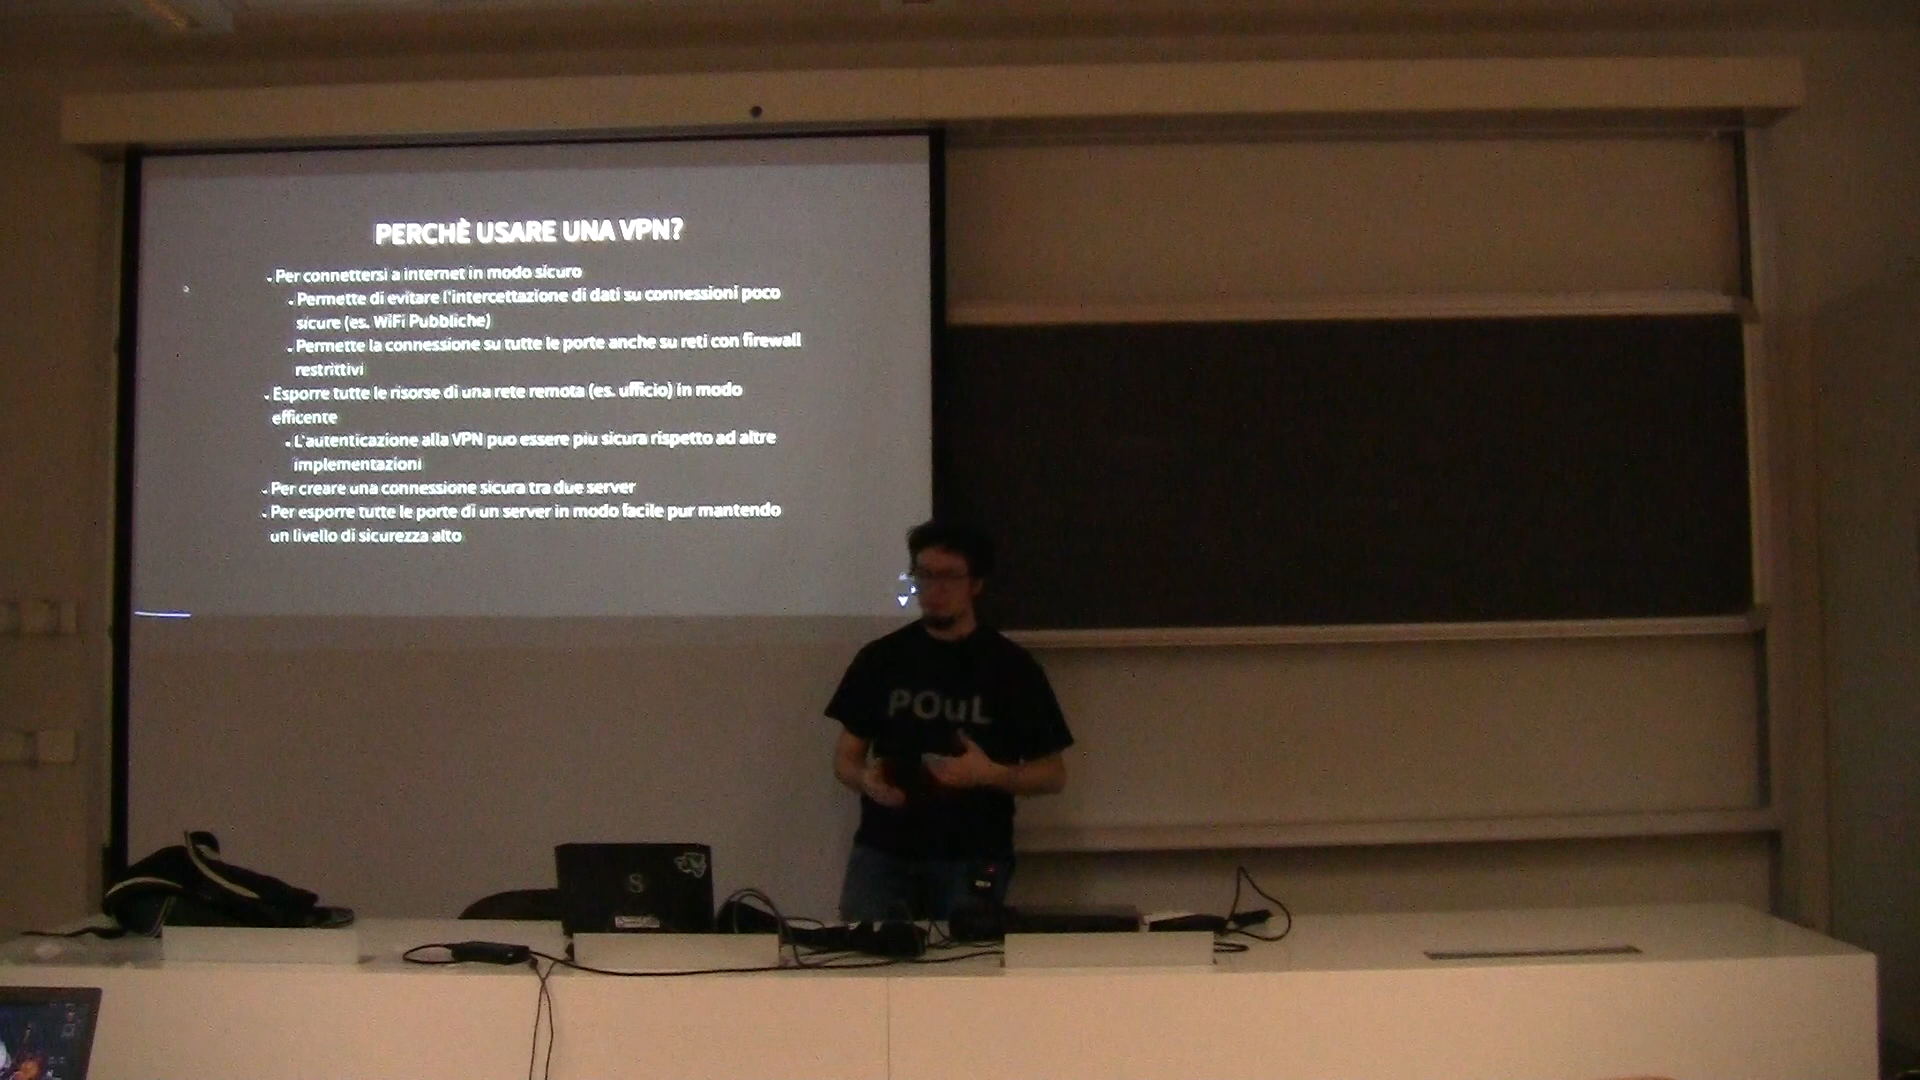 PERCHÈ USARE UNA VPN?
Per connettersi a internet in modo sicuro
Permette di evitare l'intercettazione di dati su connessioni poco
sicure (es. WiFi Pubbliche)
Permette la connessione su tutte le porte anche su reti con firewall
restrittivi
Esporre tutte le risorse di una rete remota (es. ufficio) in modo
efficente
L'autenticazione alla VPN puo essere piu sicura rispetto ad altre
implementazioni
Per creare una connessione sicura tra due server
Per esporre tutte le porte di un server in modo facile pur mantendo
un livello di sicurezza alto
POuL
S